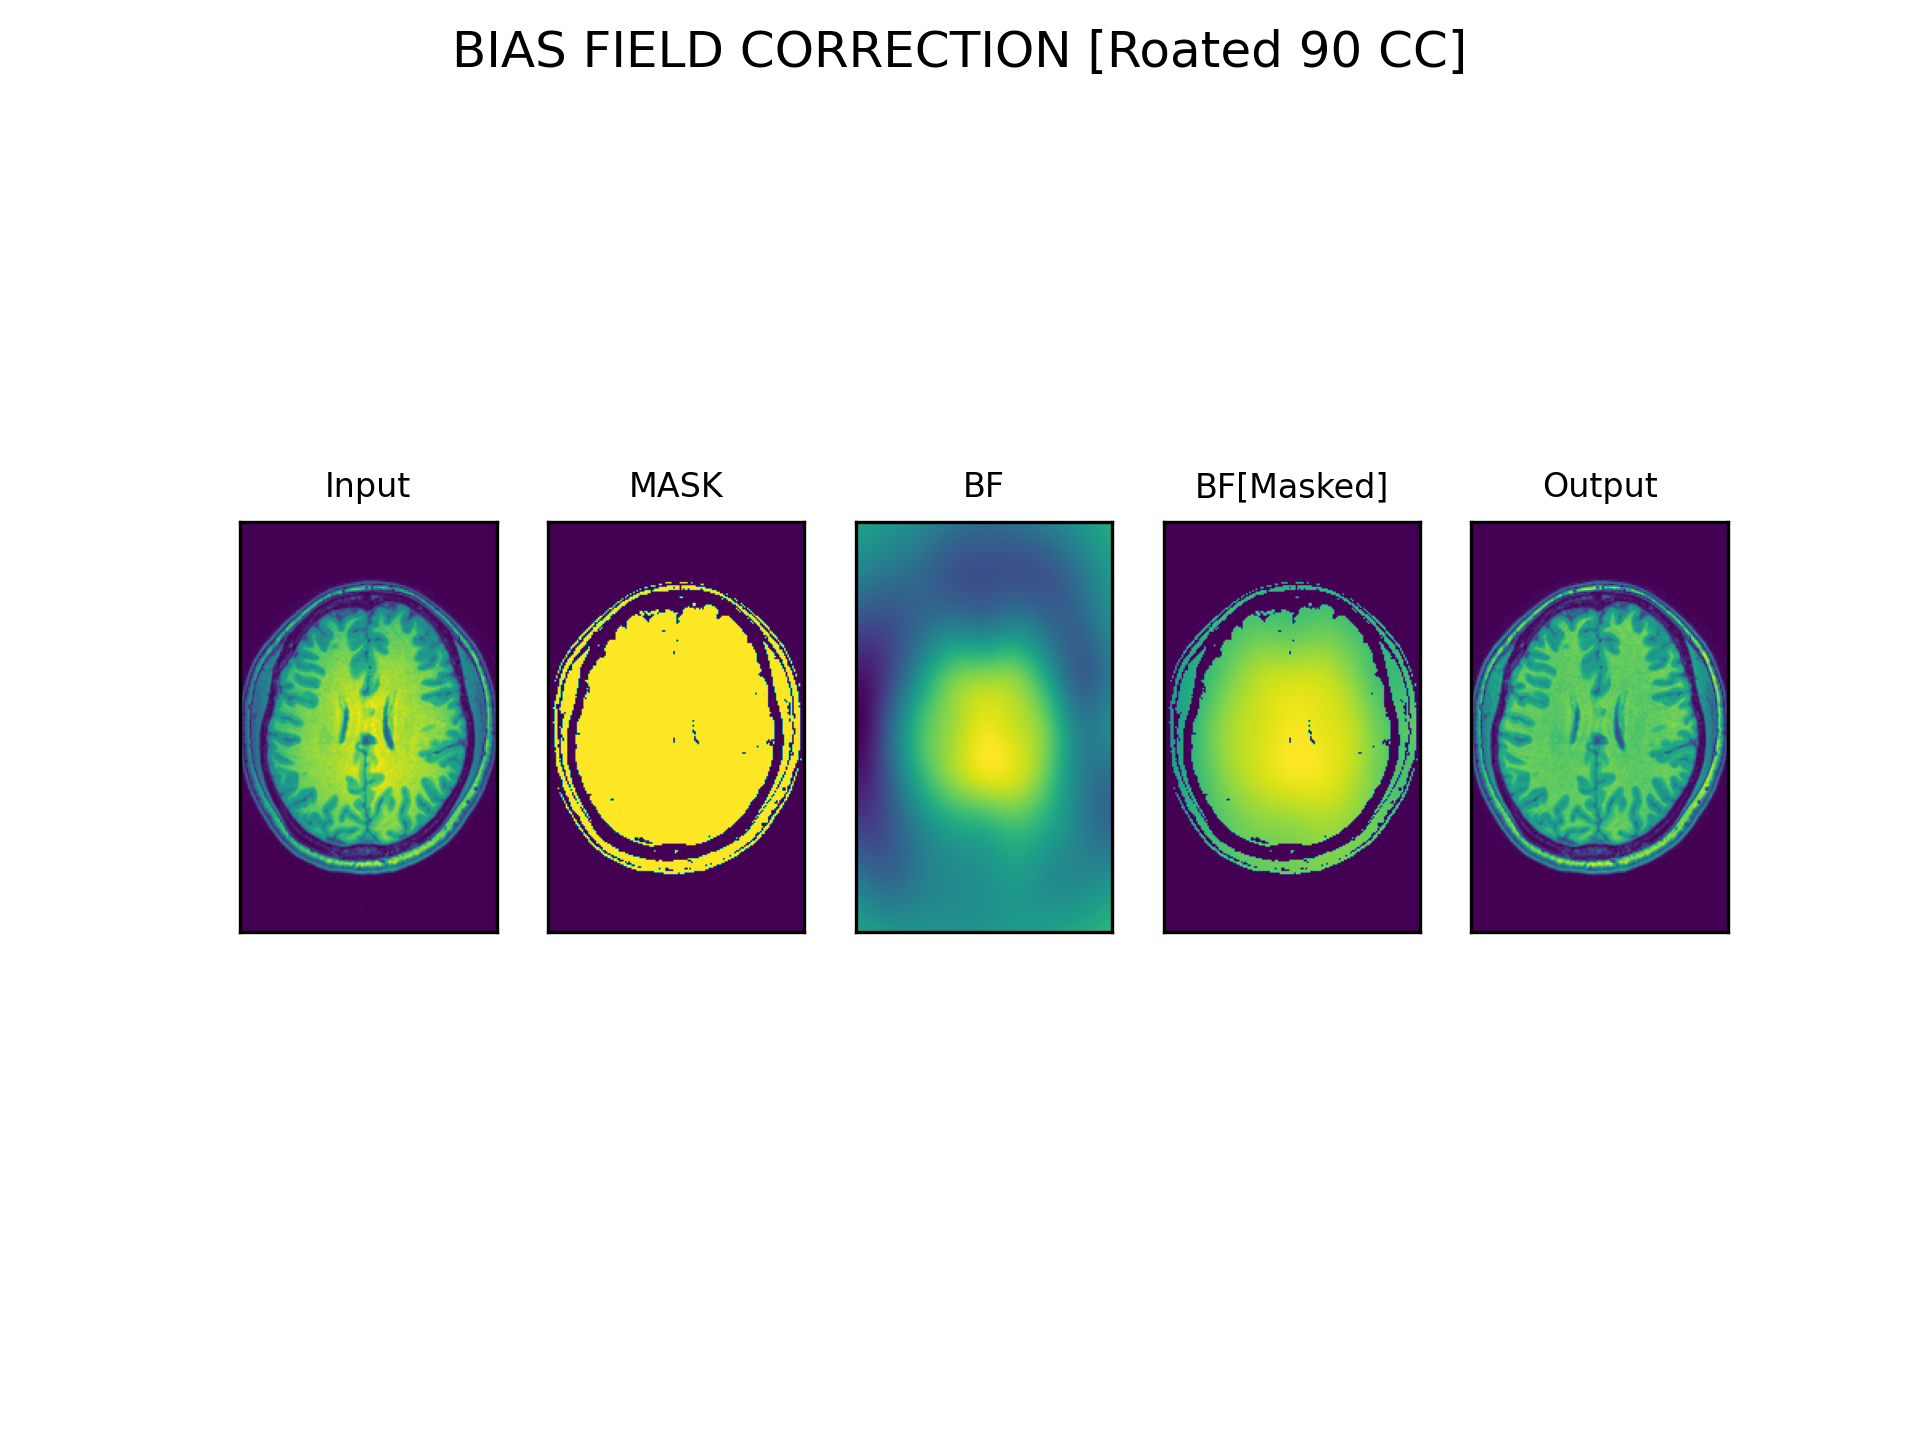 BIAS FIELD CORRECTION [Roated 90 CC]
Input
MASK
BF
BF[Masked]
Output